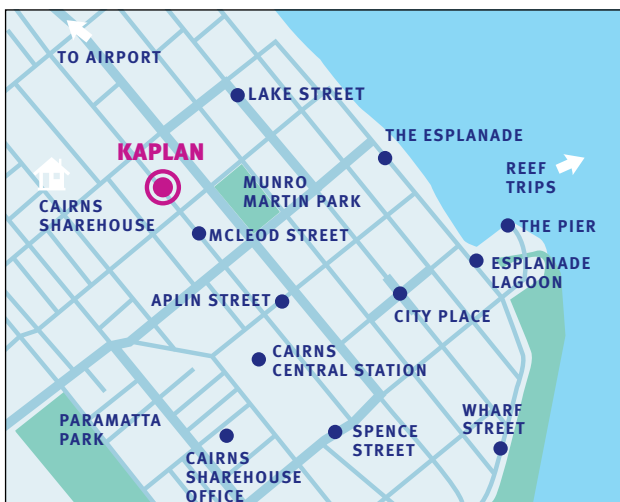 TO AIRPORT
LAKE STREET
THE ESPLANADE
KAPLAN
REEF
TRIPS
MUNRO
MARTIN PARK
CAIRNS
SHAREHOUSE
THE PIER
MCLEOD STREET
ESPLANADE
LAGOON
APLIN STREET
CITY PLACE
CAIRNS
CENTRAL STATION
PARAMATTA
PARK
WHARF
STREET
SPENCE
STREET
CAIRNS
SHAREHOUSE
OFFICE